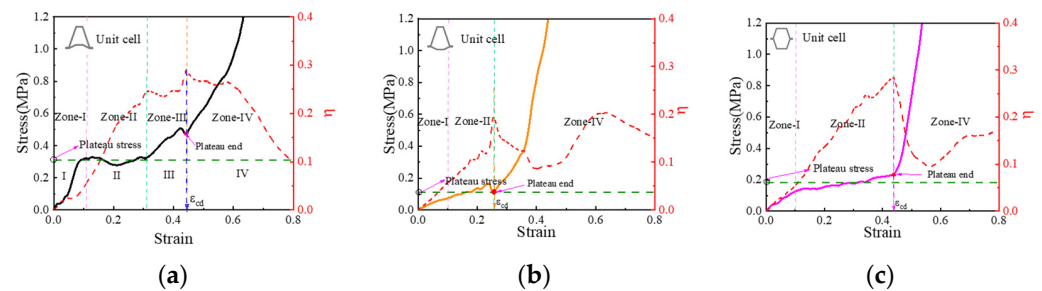 1.2
1.0
0.8
0.6
0.4
0.2
0.0
Stress(MPa)
Unit cell
Zone-I
Zone-II
Zone-III
Zone-IV
Plateau stress
Plateau end
I
II
III
IV
εcd
0.0
0.2
0.4
0.6
0.8
Strain
0.4
0.3
0.2
0.1
0.0
η
(a)
1.2
1.0
0.8
0.6
0.4
0.2
0.0
Stress(MPa)
Unit cell
Zone-I
Zone-II
Zone-IV
Plateau stress
Plateau end
εcd
0.0
0.2
0.4
0.6
0.8
Strain
0.4
0.3
0.2
0.1
0.0
η
(b)
1.2
1.0
0.8
0.6
0.4
0.2
0.0
Stress(MPa)
Unit cell
Zone-I
Zone-II
Zone-IV
Plateau stress
Plateau end
εcd
0.0
0.2
0.4
0.6
0.8
Strain
0.4
0.3
0.2
0.1
0.0
η
(c)